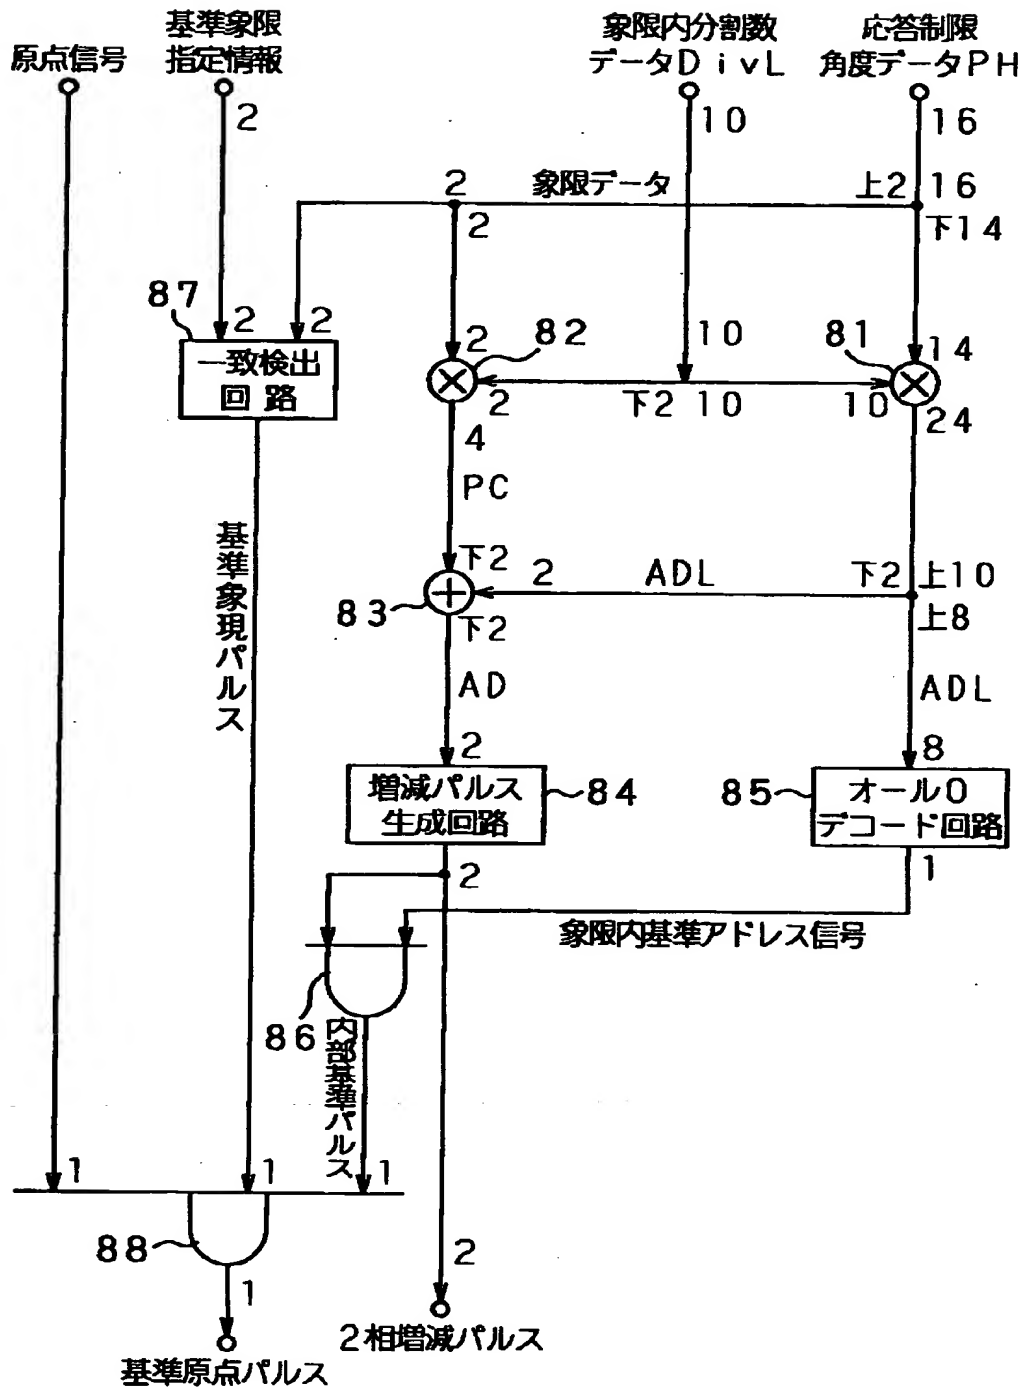 原点信号
基準象限
指定情報
象限内分割数
データDivL
応答制限
角度データPH
2
10
16
2
象限データ
上2
16
2
下14
87
2
2
2
82
10
81
14
一致検出
回路
2
下2
10
10
24
4
PC
基準象現パルス
下2
2
ADL
下2
上10
83
下2
上8
AD
ADL
2
8
増減パルス
生成回路
84
85
オール0
デコード回路
2
1
象限内基準アドレス信号
86
内部基準パルス
1
1
1
88
2
1
2相増減パルス
基準原点パルス